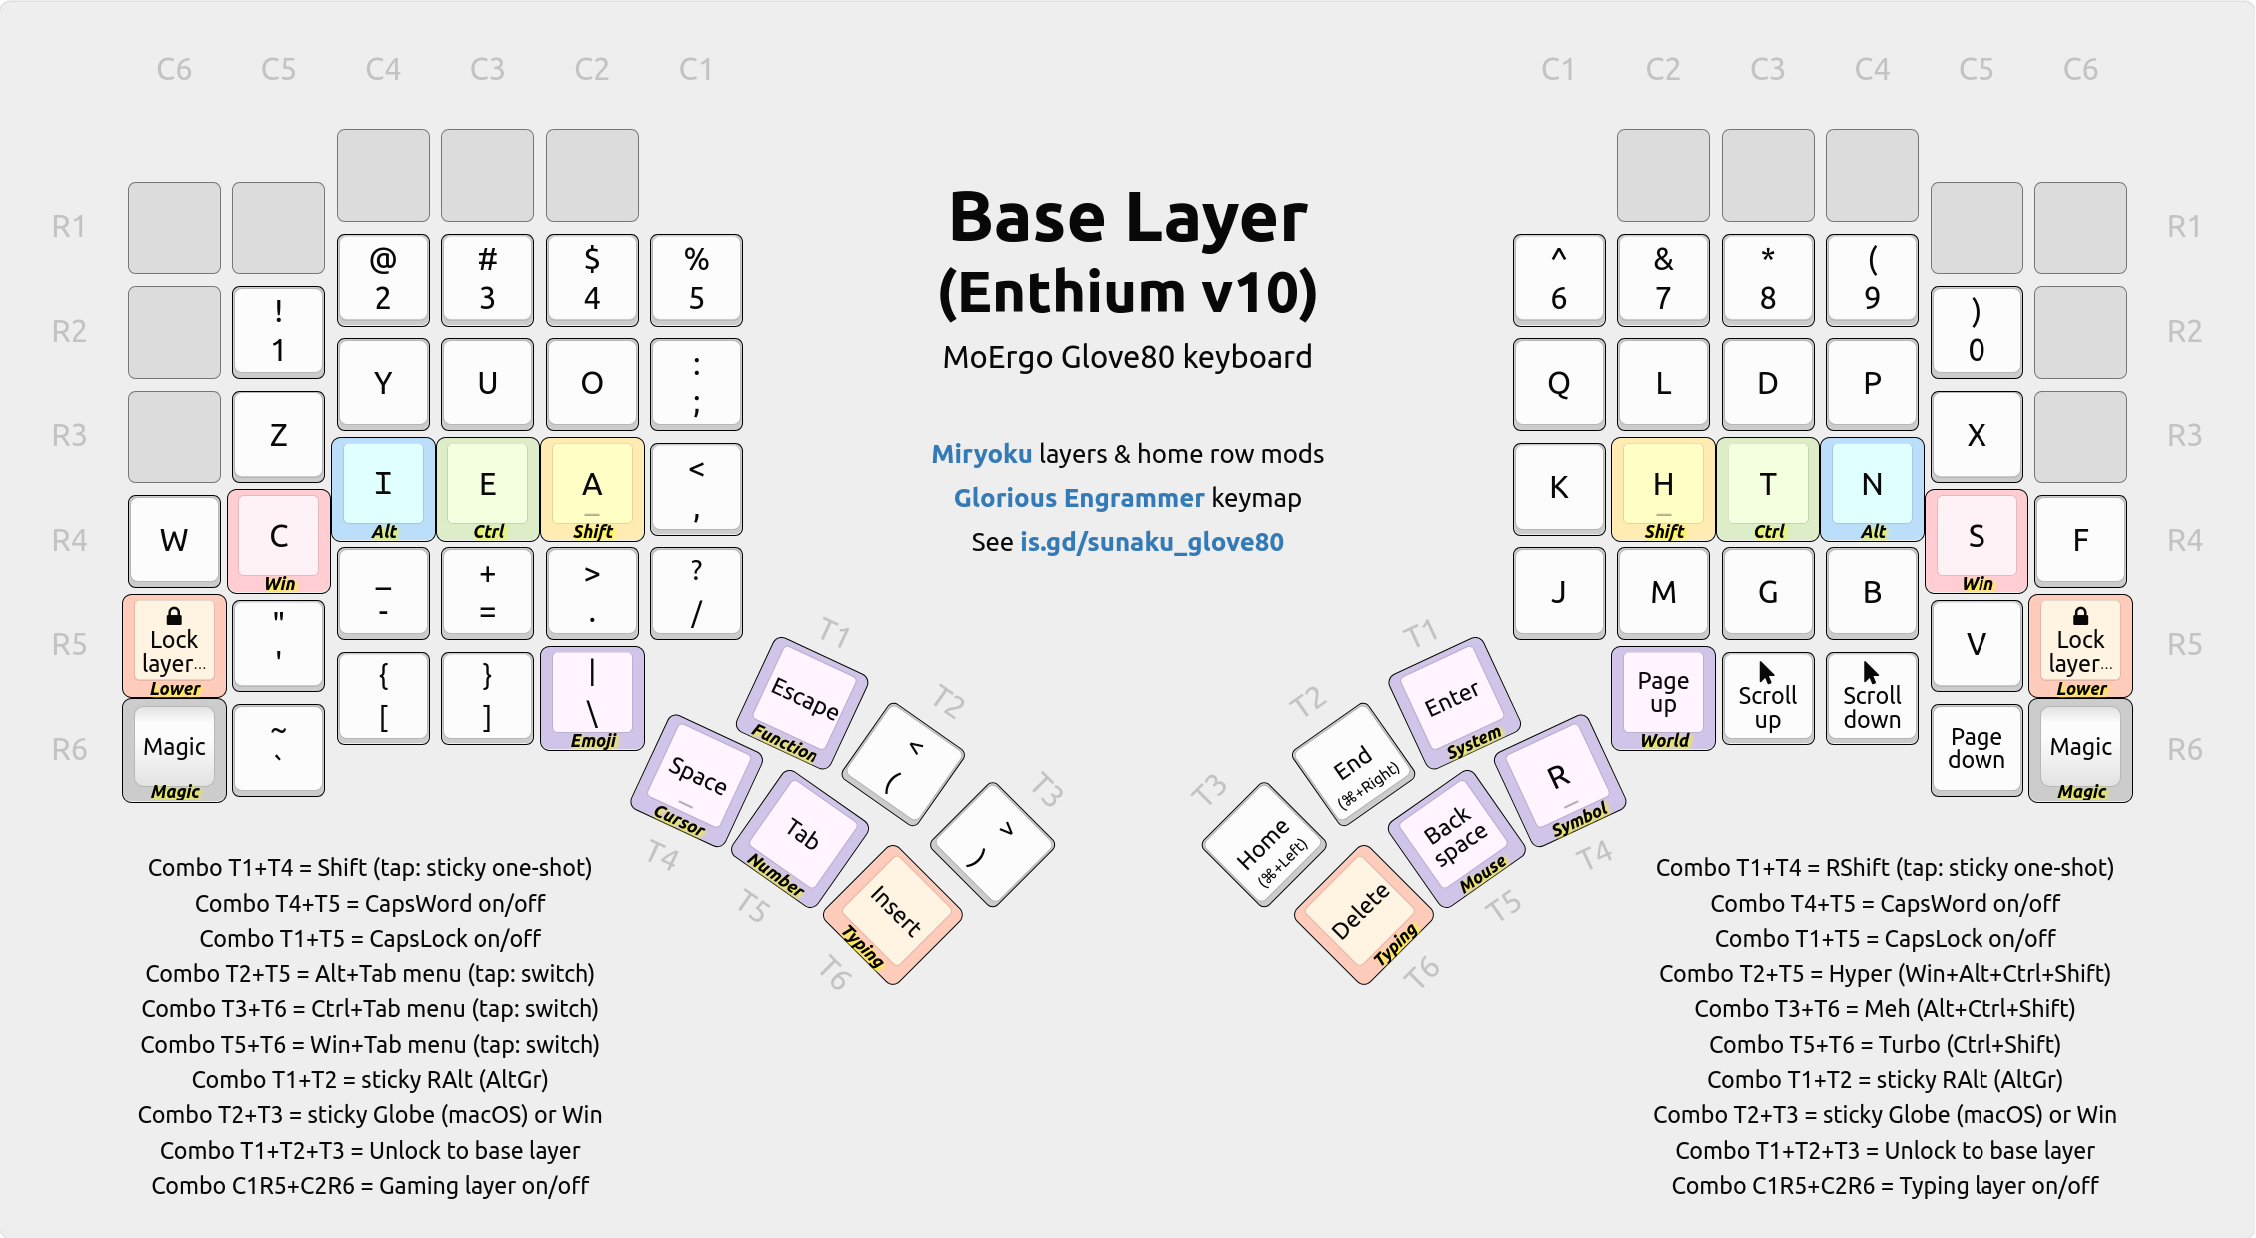 C6 C5 C4 C3 C2 C1
C1 C2 C3 C4 C5 C6
R1
R2
R3
R4
R5
R6
@
2
#
3
$
4
%
5
!
1
Y
U
O
:
;
Z
I
Alt
E
Ctrl
A
_
Shift
<
,
W
C
Win
_
-
+
=
>
.
?
/
Lock
layer...
Lower
"
'
{
[
}
]
|
\
Emoji
Magic
Magic
~
`
T1
Escape
Function
T2
<
(
T3
>
)
Space
_
Cursor
T4
Tab
Number
T5
Insert
Typing
T6
Base Layer
(Enthium v10)
MoErgo Glove80 keyboard
Miryoku layers & home row mods
Glorious Engrammer keymap
See is.gd/sunaku_glove80
R1
R2
R3
R4
R5
R6
^
6
&
7
*
8
(
9
)
0
Q
L
D
P
X
K
H
_
Shift
T
Ctrl
N
Alt
S
Win
F
J
M
G
B
V
Lock
layer...
Lower
Page
up
World
Scroll
up
Scroll
down
Page
down
Magic
Magic
T1
Enter
System
T2
End
(⌘+Right)
T3
Home
(⌘+Left)
R
_
Symbol
T4
Back
space
Mouse
T5
Delete
Typing
T6
Combo T1+T4 = Shift (tap: sticky one-shot)
Combo T4+T5 = CapsWord on/off
Combo T1+T5 = CapsLock on/off
Combo T2+T5 = Alt+Tab menu (tap: switch)
Combo T3+T6 = Ctrl+Tab menu (tap: switch)
Combo T5+T6 = Win+Tab menu (tap: switch)
Combo T1+T2 = sticky RAlt (AltGr)
Combo T2+T3 = sticky Globe (macOS) or Win
Combo T1+T2+T3 = Unlock to base layer
Combo C1R5+C2R6 = Gaming layer on/off
Combo T1+T4 = RShift (tap: sticky one-shot)
Combo T4+T5 = CapsWord on/off
Combo T1+T5 = CapsLock on/off
Combo T2+T5 = Hyper (Win+Alt+Ctrl+Shift)
Combo T3+T6 = Meh (Alt+Ctrl+Shift)
Combo T5+T6 = Turbo (Ctrl+Shift)
Combo T1+T2 = sticky RAlt (AltGr)
Combo T2+T3 = sticky Globe (macOS) or Win
Combo T1+T2+T3 = Unlock to base layer
Combo C1R5+C2R6 = Typing layer on/off